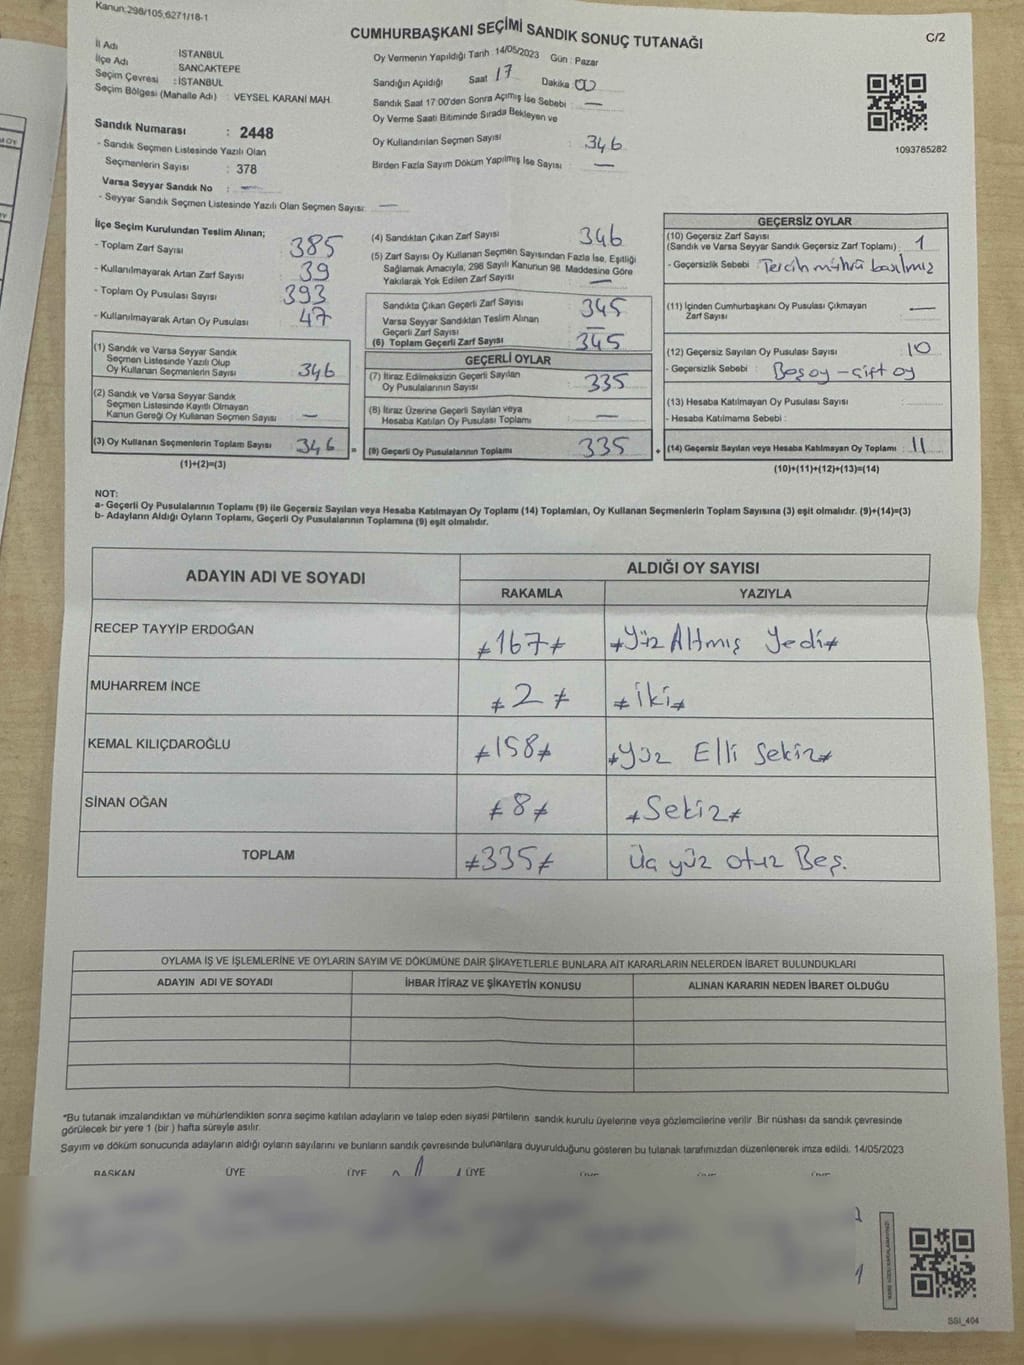 Kanun:298/105,6271/18-1
CUMHURBAŞKANI SEÇİMİ SANDIK SONUÇ TUTANAĞI
C/2
İl Adı : İSTANBUL
İlçe Adı : SANCAKTEPE
Seçim Çevresi : İSTANBUL
Seçim Bölgesi (Mahalle Adı) : VEYSEL KARANİ MAH.
Sandık Numarası : 2448
- Sandık Seçmen Listesinde Yazılı Olan
Seçmenlerin Sayısı : 378
Varsa Seyyar Sandık No : —
- Seyyar Sandık Seçmen Listesinde Yazılı Olan Seçmen Sayısı: —
Oy Vermenin Yapıldığı Tarih 14/05/2023 Gün : Pazar
Sandığın Açıldığı Saat 17 Dakika 00
Sandık Saat 17:00'den Sonra Açımış İse Sebebi : —
Oy Verme Saati Bitiminde Sırada Bekleyen ve
Oy Kullandırılan Seçmen Sayısı : 346
Birden Fazla Sayım Döküm Yapılmış İse Sayısı : —
1093785282
İlçe Seçim Kurulundan Teslim Alınan;
- Toplam Zarf Sayısı : 385
- Kullanılmayarak Artan Zarf Sayısı : 39
- Toplam Oy Pusulası Sayısı : 393
- Kullanılmayarak Artan Oy Pusulası : 47
(1) Sandık ve Varsa Seyyar Sandık
Seçmen Listesinde Yazılı Olup
Oy Kullanan Seçmenlerin Sayısı : 346
(2) Sandık ve Varsa Seyyar Sandık
Seçmen Listesinde Kayıtlı Olmayan
Kanun Gereği Oy Kullanan Seçmen Sayısı : —
(3) Oy Kullanan Seçmenlerin Toplam Sayısı : 346
(1)+(2)=(3)
(4) Sandıktan Çıkan Zarf Sayısı : 346
(5) Zarf Sayısı Oy Kullanan Seçmen Sayısından Fazla İse, Eşitliği
Sağlamak Amacıyla, 298 Sayılı Kanunun 98. Maddesine Göre
Yakılarak Yok Edilen Zarf Sayısı : —
Sandıkta Çıkan Geçerli Zarf Sayısı : 345
Varsa Seyyar Sandıktan Teslim Alınan
Geçerli Zarf Sayısı : —
(6) Toplam Geçerli Zarf Sayısı : 345
GEÇERLİ OYLAR
(7) İtiraz Edilmeksizin Geçerli Sayılan
Oy Pusulalarının Sayısı : 335
(8) İtiraz Üzerine Geçerli Sayılan veya
Hesaba Katılan Oy Pusulası Toplamı : —
= (9) Geçerli Oy Pusulalarının Toplamı : 335 +
GEÇERSİZ OYLAR
(10) Geçersiz Zarf Sayısı
(Sandık ve Varsa Seyyar Sandık Geçersiz Zarf Toplamı) : 1
- Geçersizlik Sebebi : Tercih mührü basılmış
(11) İçinden Cumhurbaşkanı Oy Pusulası Çıkmayan
Zarf Sayısı : —
(12) Geçersiz Sayılan Oy Pusulası Sayısı : 10
- Geçersizlik Sebebi : Boş oy - Çift oy
(13) Hesaba Katılmayan Oy Pusulası Sayısı :
- Hesaba Katılmama Sebebi :
(14) Geçersiz Sayılan veya Hesaba Katılmayan Oy Toplamı : 11
(10)+(11)+(12)+(13)=(14)
NOT:
a- Geçerli Oy Pusulalarının Toplamı (9) ile Geçersiz Sayılan veya Hesaba Katılmayan Oy Toplamı (14) Toplamları, Oy Kullanan Seçmenlerin Toplam Sayısına (3) eşit olmalıdır. (9)+(14)=(3)
b- Adayların Aldığı Oyların Toplamı, Geçerli Oy Pusulalarının Toplamına (9) eşit olmalıdır.
ADAYIN ADI VE SOYADI
ALDIĞI OY SAYISI
RAKAMLA YAZIYLA
RECEP TAYYİP ERDOĞAN ≠167≠ ≠Yüz Altmış Yedi≠
MUHARREM İNCE ≠2≠ ≠iki≠
KEMAL KILIÇDAROĞLU ≠158≠ ≠Yüz Elli Sekiz≠
SİNAN OĞAN ≠8≠ ≠Sekiz≠
TOPLAM ≠335≠ Üç yüz otuz Beş.
OYLAMA İŞ VE İŞLEMLERİNE VE OYLARIN SAYIM VE DÖKÜMÜNE DAİR ŞİKAYETLERLE BUNLARA AİT KARARLARIN NELERDEN İBARET BULUNDUKLARI
ADAYIN ADI VE SOYADI İHBAR İTİRAZ VE ŞİKAYETİN KONUSU ALINAN KARARIN NEDEN İBARET OLDUĞU
*Bu tutanak imzalandıktan ve mühürlendikten sonra seçime katılan adayların ve talep eden siyasi partilerin sandık kurulu üyelerine veya gözlemcilerine verilir. Bir nüshası da sandık çevresinde
görülecek bir yere 1 (bir ) hafta süreyle asılır.
Sayım ve döküm sonucunda adayların aldığı oyların sayılarını ve bunların sandık çevresinde bulunanlara duyurulduğunu gösteren bu tutanak tarafımızdan düzenlenerek imza edildi. 14/05/2023
BAŞKAN ÜYE ÜYE ÜYE
SSI_404